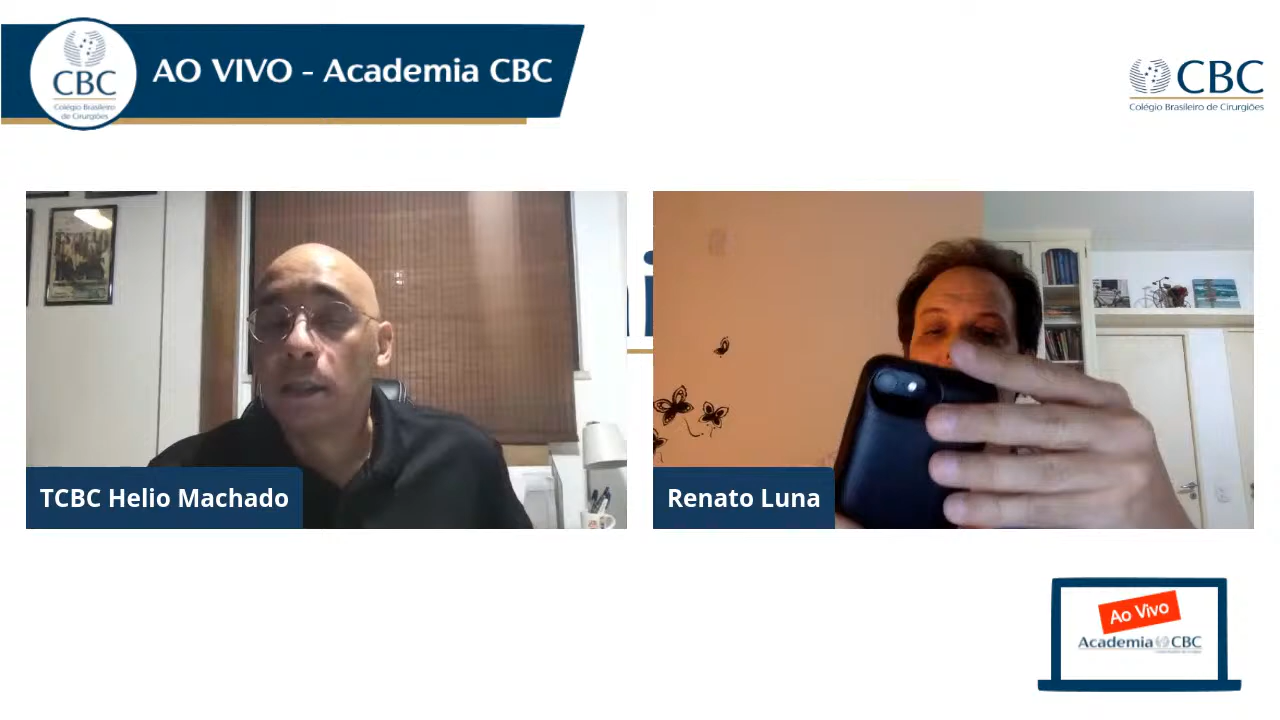 CBC
Colégio Brasileiro
de Cirurgiões
AO VIVO - Academia CBC
CBC
Colégio Brasileiro de Cirurgiões
TCBC Helio Machado
Renato Luna
Ao Vivo
Academia CBC